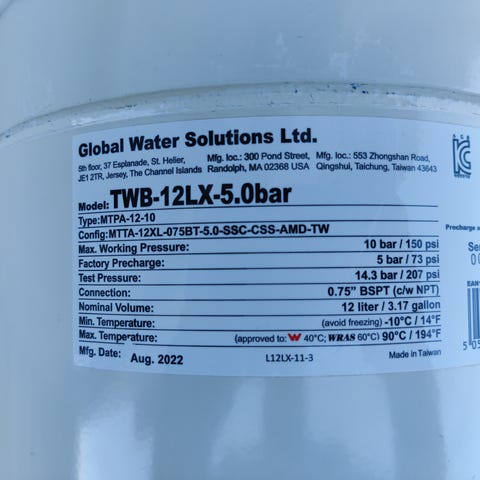 Global Water Solutions Ltd.
5th floor, 37 Esplanade, St. Helier, Mfg. loc.: 300 Pond Street, Mfg. loc.: 553 Zhongshan Road,
JE1 2TR, Jersey, The Channel Islands Randolph, MA 02368 USA Qingshui, Taichung, Taiwan 43643
Model: TWB-12LX-5.0bar
Type:MTPA-12-10
Config:MTTA-12XL-075BT-5.0-SSC-CSS-AMD-TW
Max. Working Pressure: 10 bar / 150 psi
Factory Precharge: 5 bar / 73 psi
Test Pressure: 14.3 bar / 207 psi
Connection: 0.75” BSPT (c/w NPT)
Nominal Volume: 12 liter / 3.17 gallon
Min. Temperature: (avoid freezing) -10°C / 14°F
Max. Temperature: (approved to: 40°C; WRAS 60°C) 90°C / 194°F
Mfg. Date: Aug. 2022 L12LX-11-3 Made in Taiwan
Precharge a
Se
EAN
5 05